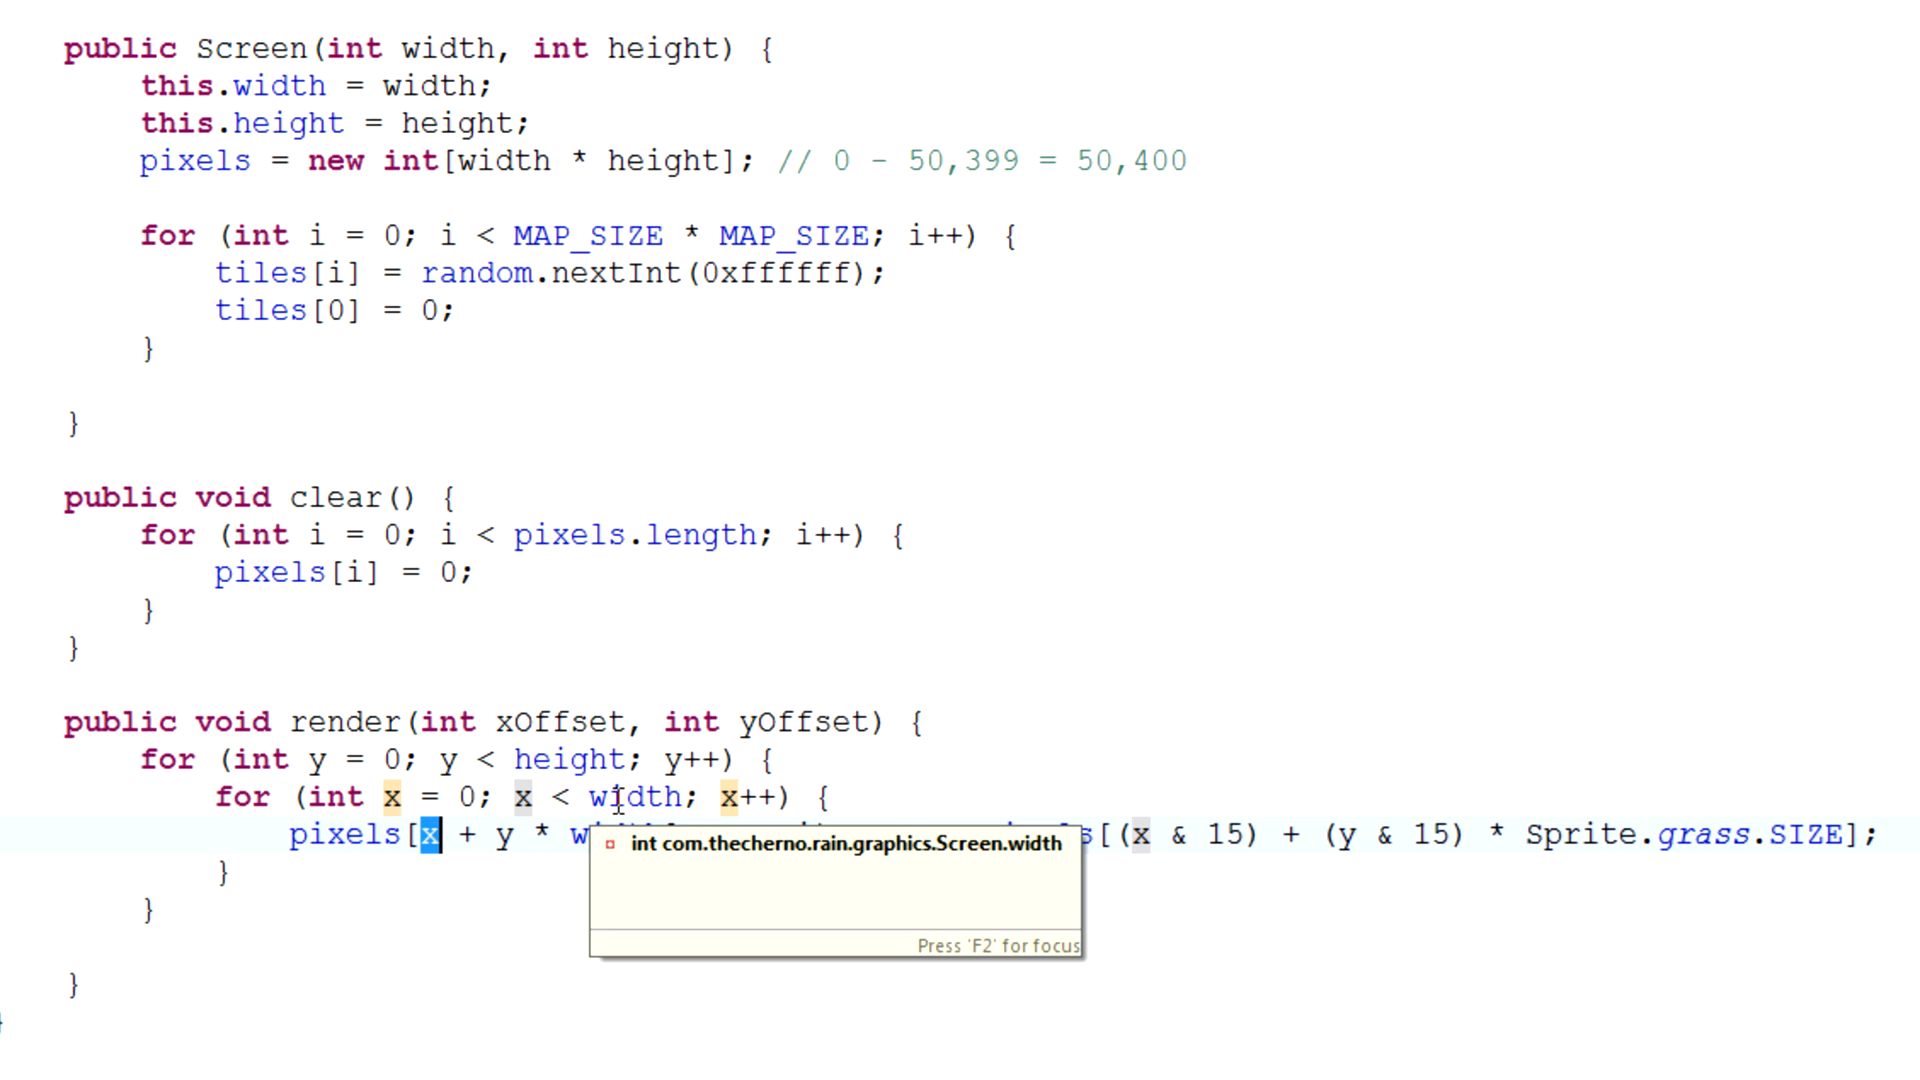 public Screen(int width, int height) {
this.width = width;
this.height = height;
pixels = new int[width * height]; // 0 - 50,399 = 50,400
for (int i = 0; i < MAP_SIZE * MAP_SIZE; i++) {
tiles[i] = random.nextInt(0xffffff);
tiles[0] = 0;
}
}
public void clear() {
for (int i = 0; i < pixels.length; i++) {
pixels[i] = 0;
}
}
public void render(int xOffset, int yOffset) {
for (int y = 0; y < height; y++) {
for (int x = 0; x < width; x++) {
pixels[x + y * [(x & 15) + (y & 15) * Sprite.grass.SIZE];
int com.thecherno.rain.graphics.Screen.width
}
}
Press 'F2' for focus
}
}